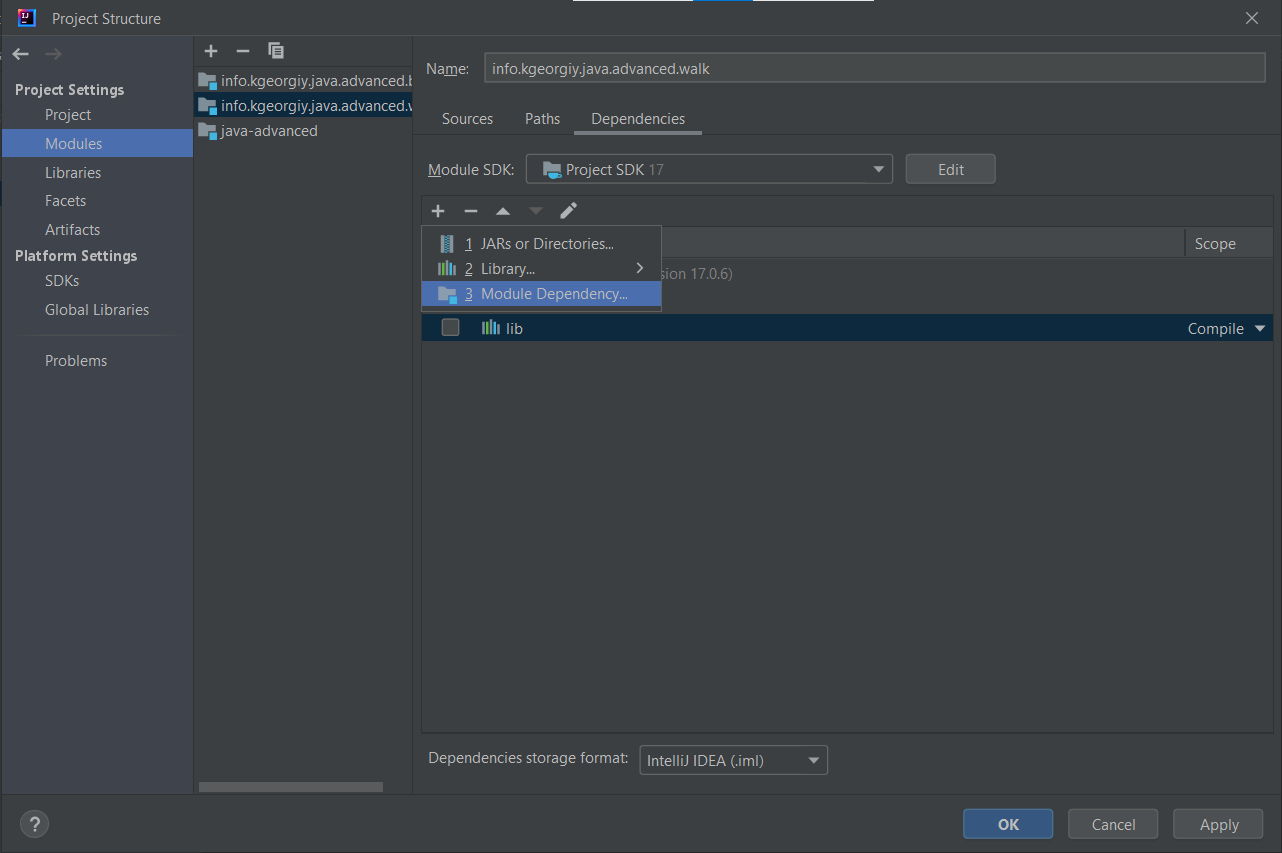 Project Structure
Project Settings
Project
Modules
Libraries
Facets
Artifacts
Platform Settings
SDKs
Global Libraries
Problems
info.kgeorgiy.java.advanced.b
info.kgeorgiy.java.advanced.w
java-advanced
Name: info.kgeorgiy.java.advanced.walk
Sources Paths Dependencies
Module SDK: Project SDK 17 Edit
Scope
1 JARs or Directories...
2 Library...
sion 17.0.6)
3 Module Dependency...
lib Compile
Dependencies storage format: IntelliJ IDEA (.iml)
? OK Cancel Apply